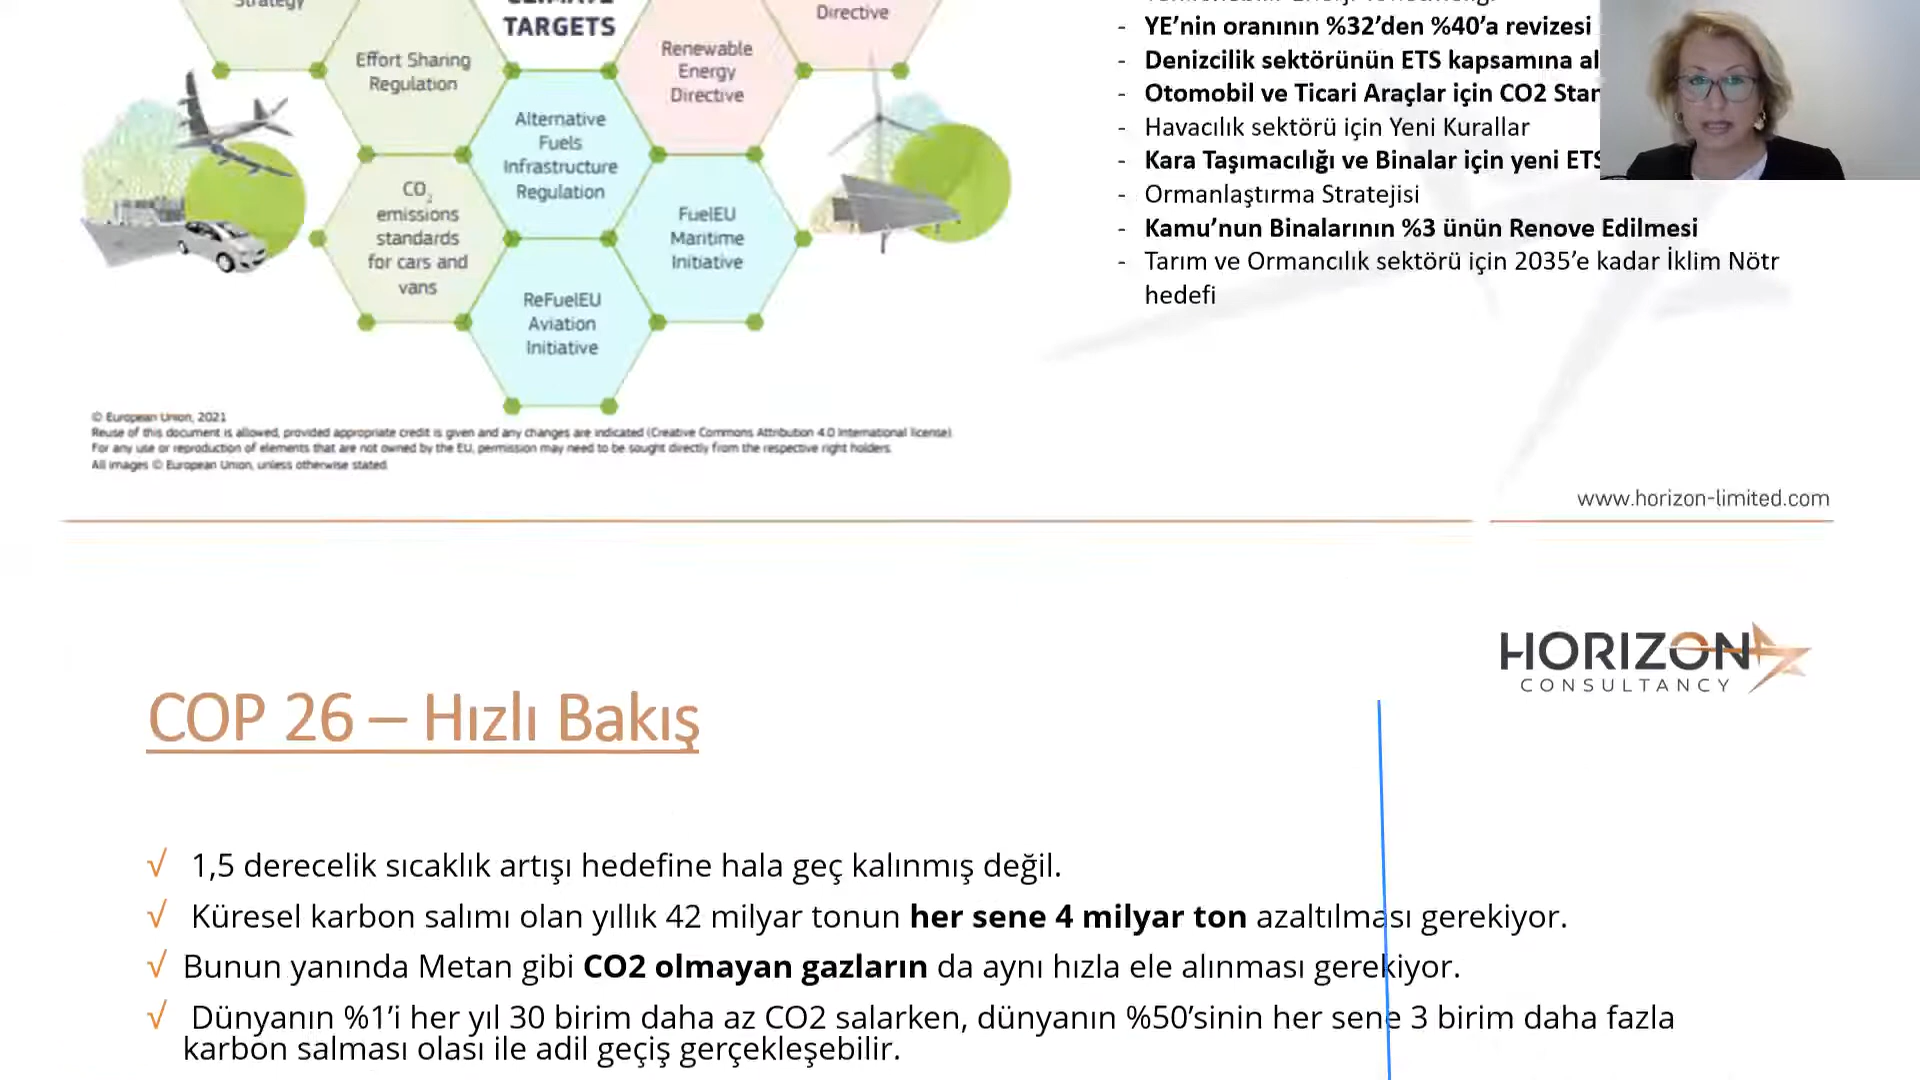 Strategy
CLIMATE
TARGETS
Directive
Effort Sharing
Regulation
Renewable
Energy
Directive
Alternative
Fuels
Infrastructure
Regulation
CO2
emissions
standards
for cars and
vans
FuelEU
Maritime
Initiative
ReFuelEU
Aviation
Initiative
© European Union, 2021
Reuse of this document is allowed, provided appropriate credit is given and any changes are indicated (Creative Commons Attribution 4.0 International license).
For any use or reproduction of elements that are not owned by the EU, permission may need to be sought directly from the respective right holders.
All images © European Union, unless otherwise stated.
- YE’nin oranının %32’den %40’a revizesi
- Denizcilik sektörünün ETS kapsamına al
- Otomobil ve Ticari Araçlar için CO2 Star
- Havacılık sektörü için Yeni Kurallar
- Kara Taşımacılığı ve Binalar için yeni ETS
- Ormanlaştırma Stratejisi
- Kamu’nun Binalarının %3 ünün Renove Edilmesi
- Tarım ve Ormancılık sektörü için 2035’e kadar İklim Nötr
hedefi
www.horizon-limited.com
HORIZON
CONSULTANCY
COP 26 – Hızlı Bakış
√ 1,5 derecelik sıcaklık artışı hedefine hala geç kalınmış değil.
√ Küresel karbon salımı olan yıllık 42 milyar tonun her sene 4 milyar ton azaltılması gerekiyor.
√ Bunun yanında Metan gibi CO2 olmayan gazların da aynı hızla ele alınması gerekiyor.
√ Dünyanın %1’i her yıl 30 birim daha az CO2 salarken, dünyanın %50’sinin her sene 3 birim daha fazla
karbon salması olası ile adil geçiş gerçekleşebilir.